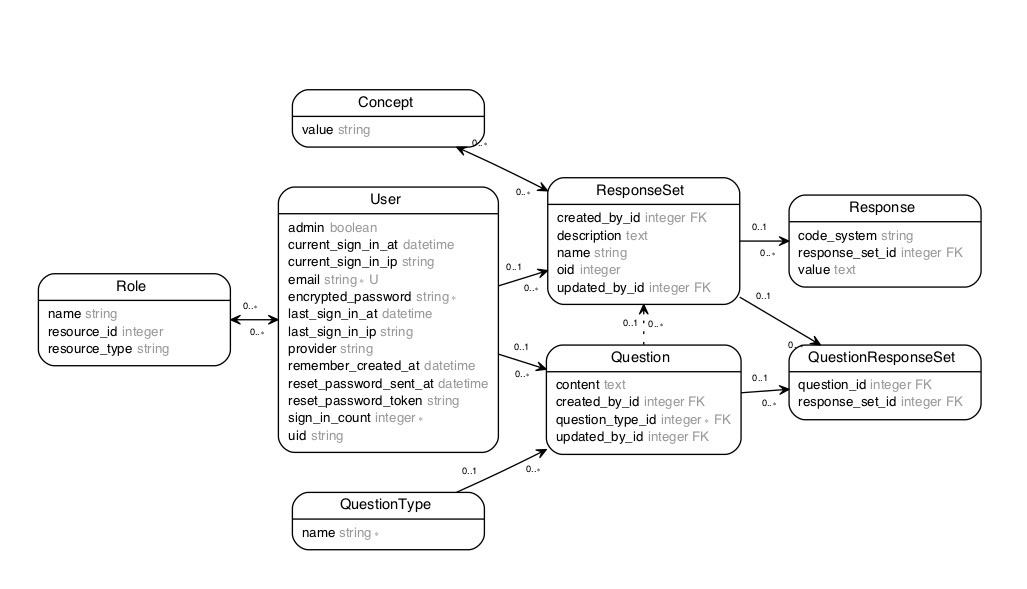 Concept
value string
0..*
0..*
User
admin boolean
current_sign_in_at datetime
current_sign_in_ip string
email string* U
encrypted_password string*
last_sign_in_at datetime
last_sign_in_ip string
provider string
remember_created_at datetime
reset_password_sent_at datetime
reset_password_token string
sign_in_count integer*
uid string
ResponseSet
created_by_id integer FK
description text
name string
oid integer
updated_by_id integer FK
Response
code_system string
response_set_id integer FK
value text
0..1
0..*
Role
name string
resource_id integer
resource_type string
0..*
0..*
0..1
0..*
0..1
0..*
0..1
0..*
0..1
0..
Question
content text
created_by_id integer FK
question_type_id integer* FK
updated_by_id integer FK
QuestionResponseSet
question_id integer FK
response_set_id integer FK
0..1
0..*
0..1
0..*
QuestionType
name string*